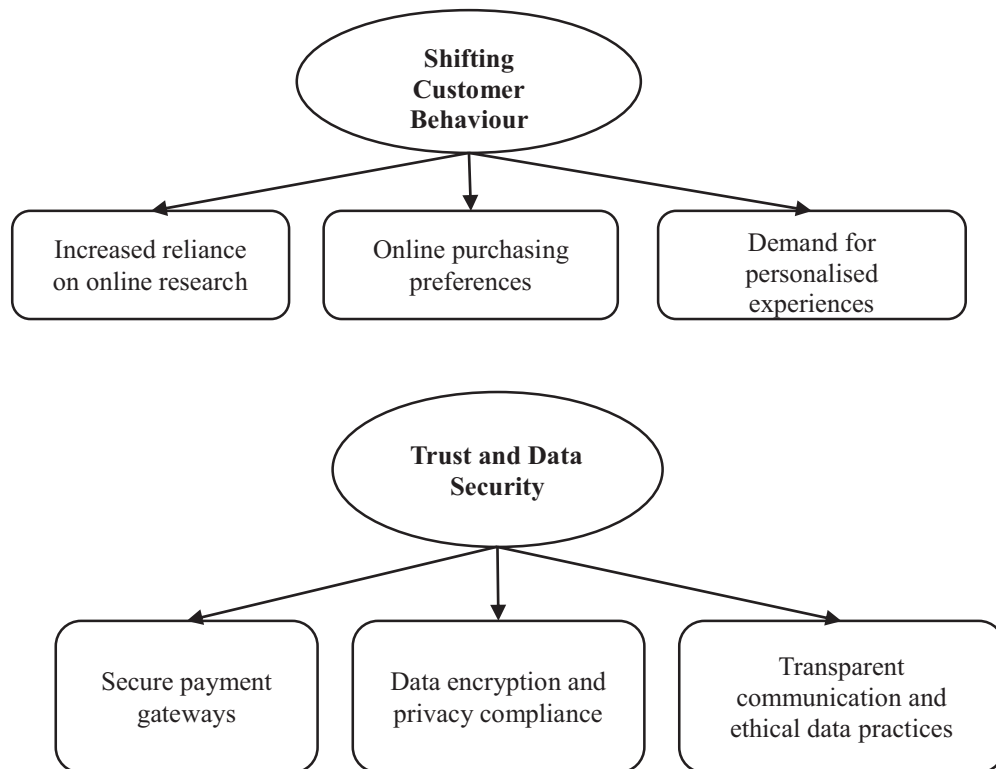 Shifting
Customer
Behaviour
Increased reliance
on online research
Online purchasing
preferences
Demand for
personalised
experiences
Trust and Data
Security
Secure payment
gateways
Data encryption and
privacy compliance
Transparent
communication and
ethical data practices